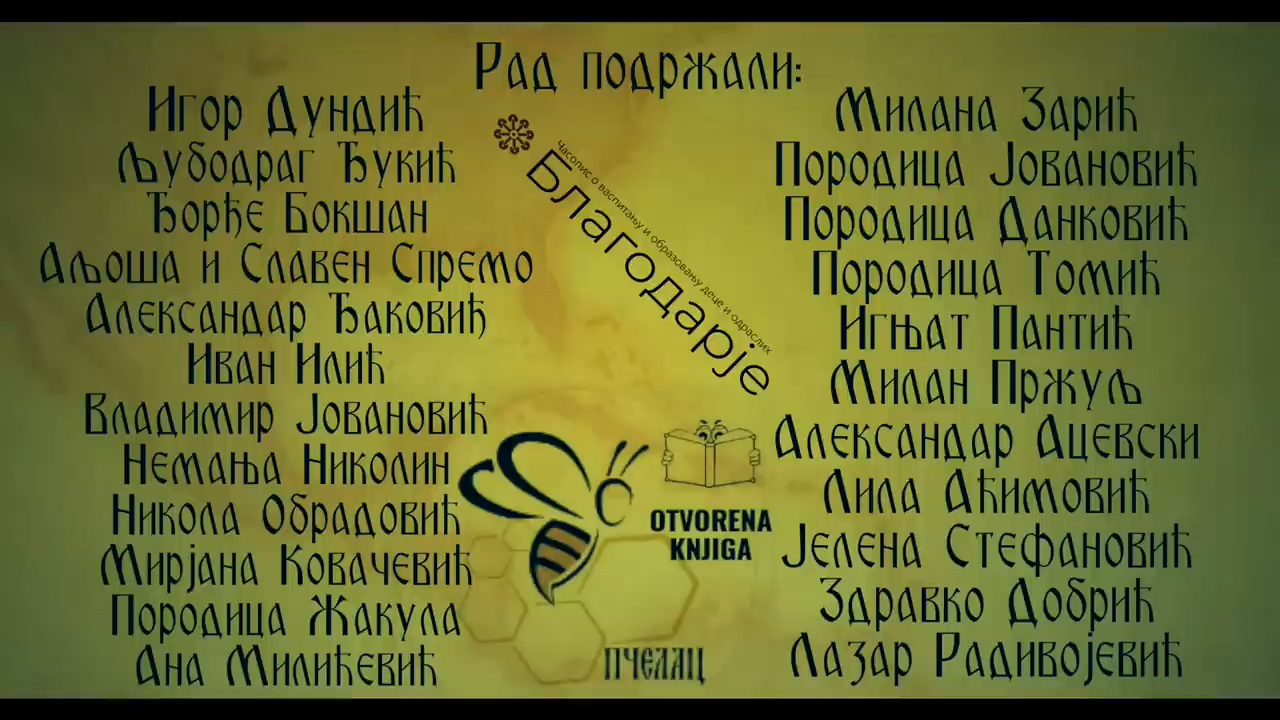 Рад подржали:
Игор Дундић
Љубодраг Ђукић
Ђорђе Бокшан
Аљоша и Славен Спремо
Александар Ђаковић
Иван Илић
Владимир Јовановић
Немања Николин
Никола Обрадовић
Мирјана Ковачевић
Породица Жакула
Ана Милићевић
Часопис о васпитању и образовању деце и одраслих
Благодарје
OTVORENA
KNJIGA
ПЧЕЛАЦ
Милана Зарић
Породица Јовановић
Породица Данковић
Породица Томић
Игњат Пантић
Милан Пржуљ
Александар Ацевски
Лила Аћимовић
Јелена Стефановић
Здравко Добрић
Лазар Радивојевић